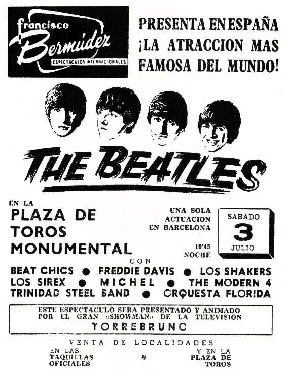 francisco
Bermúdez
ESPECTACULOS INTERNACIONALES
PRESENTA EN ESPAÑA
¡LA ATRACCION MAS
FAMOSA DEL MUNDO!
THE BEATLES
EN LA
PLAZA DE
TOROS
MONUMENTAL
UNA SOLA
ACTUACION
EN BARCELONA
10'45
NOCHE
SABADO
3
JULIO
CON
BEAT CHICS ● FREDDIE DAVIS ● LOS SHAKERS
LOS SIREX ● MICHEL ● THE MODERN 4
TRINIDAD STEEL BAND ● ORQUESTA FLORIDA
ESTE ESPECTACULO SERA PRESENTADO Y ANIMADO
POR EL GRAN «SHOWMAN» DE LA TELEVISION
TORREBRUNO
VENTA DE LOCALIDADES
EN LAS
TAQUILLAS
OFICIALES
Y EN LA
PLAZA DE
TOROS